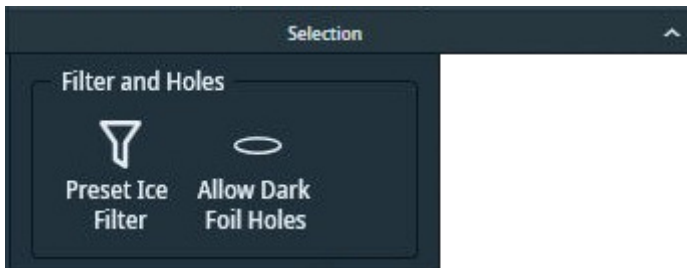 Selection
Filter and Holes
Preset Ice
Filter
Allow Dark
Foil Holes